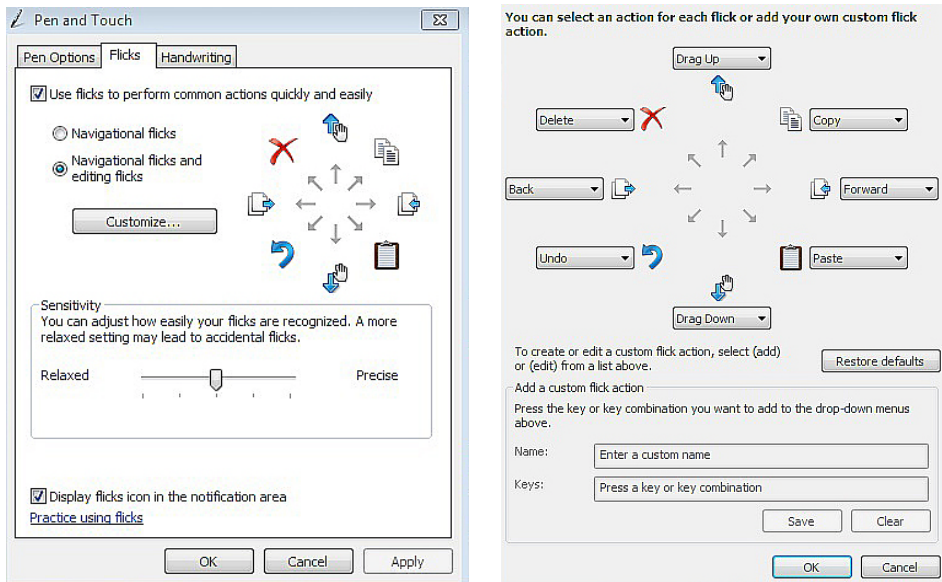 Pen and Touch
Pen Options
Flicks
Handwriting
Use flicks to perform common actions quickly and easily
Navigational flicks
Navigational flicks and
editing flicks
Customize...
Sensitivity
You can adjust how easily your flicks are recognized. A more
relaxed setting may lead to accidental flicks.
Relaxed
Precise
Display flicks icon in the notification area
Practice using flicks
OK
Cancel
Apply
You can select an action for each flick or add your own custom flick
action.
Drag Up
Delete
Copy
Back
Forward
Undo
Paste
Drag Down
To create or edit a custom flick action, select (add)
or (edit) from a list above.
Restore defaults
Add a custom flick action
Press the key or key combination you want to add to the drop-down menus
above.
Name:
Enter a custom name
Keys:
Press a key or key combination
Save
Clear
OK
Cancel